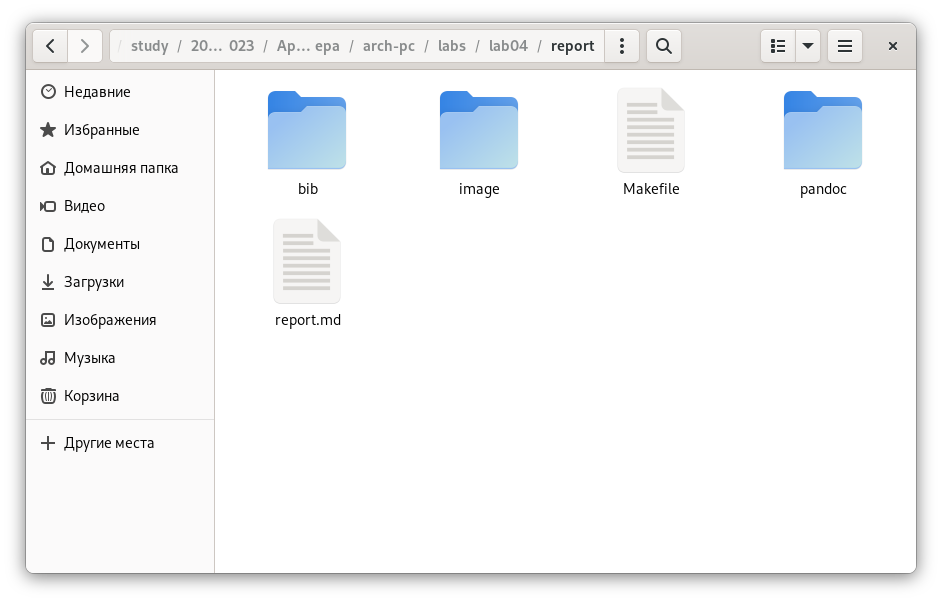 study / 20… 023 / Ар… ера / arch-pc / labs / lab04 / report
Недавние
Избранные
Домашняя папка
Видео
Документы
Загрузки
Изображения
Музыка
Корзина
Другие места
bib
image
Makefile
pandoc
report.md